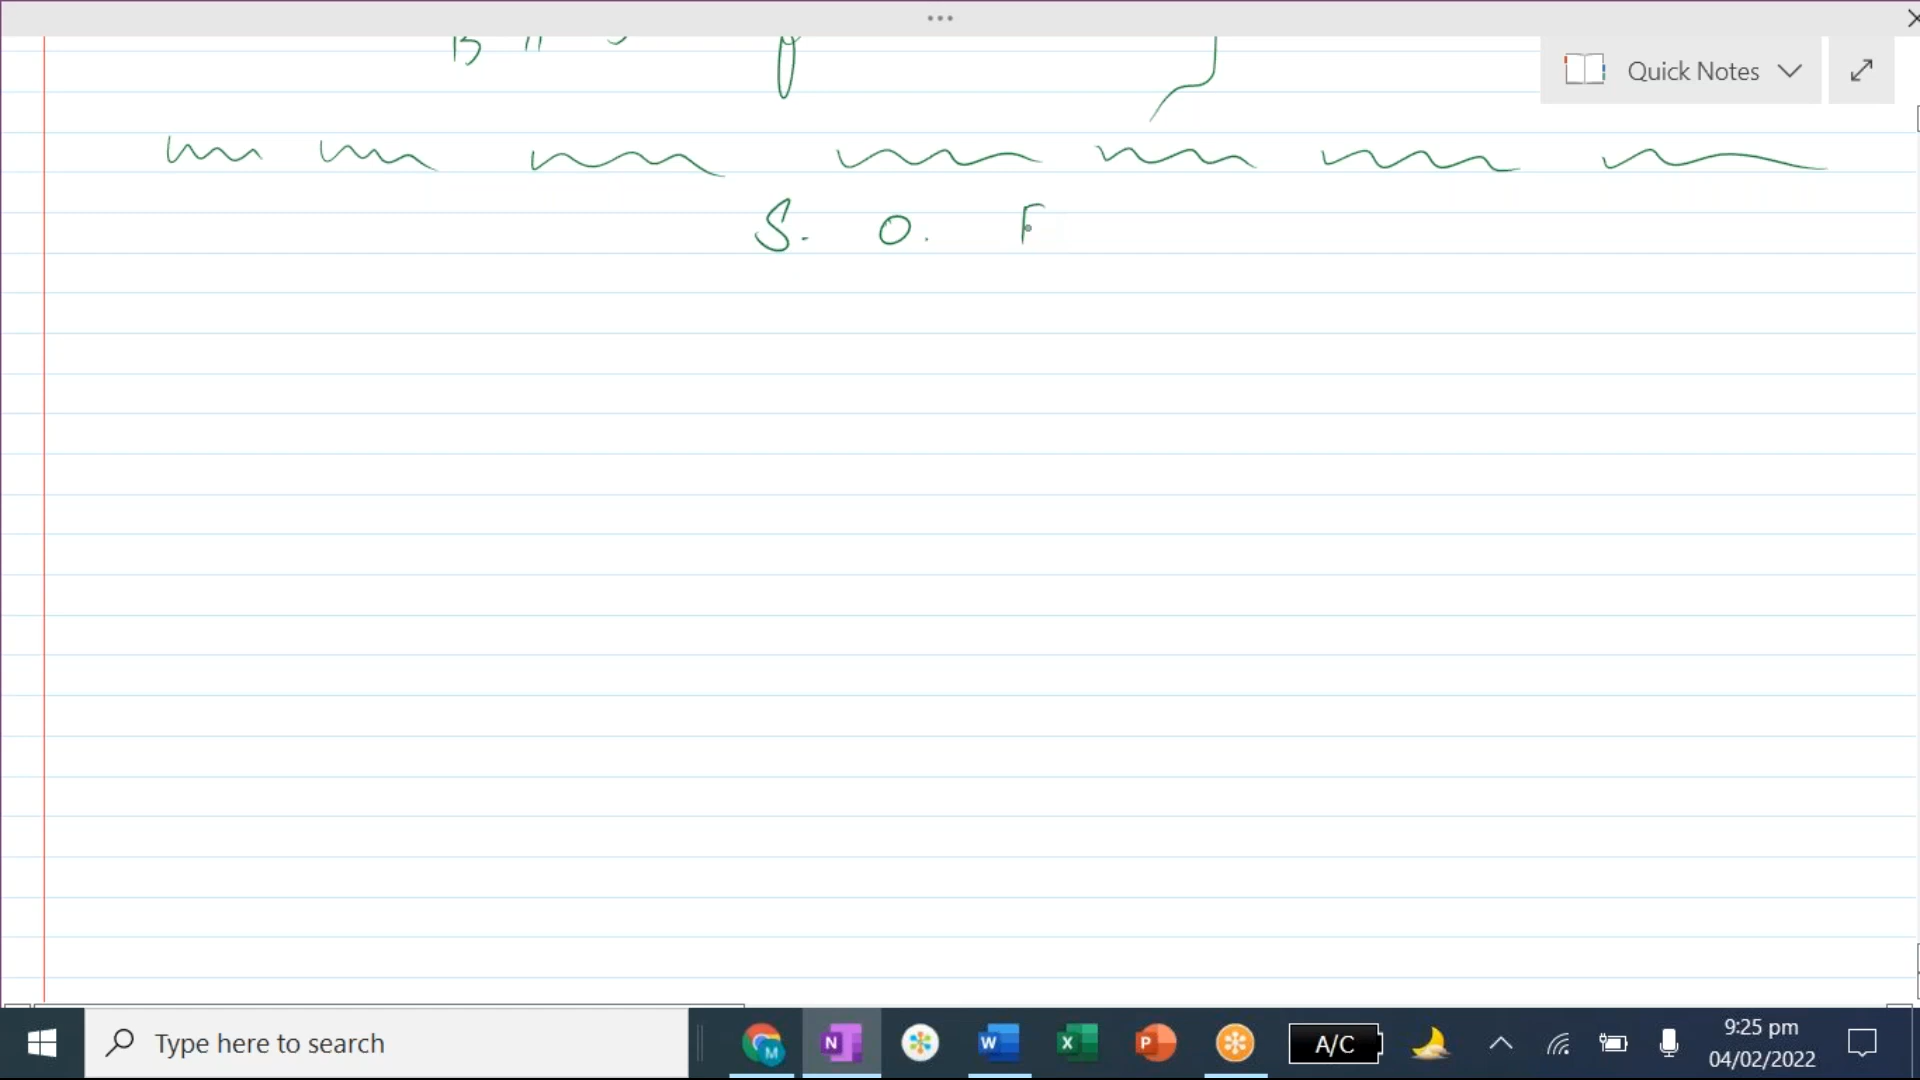 Quick Notes
S. O. F
Type here to search
A/C
9:25 pm
04/02/2022